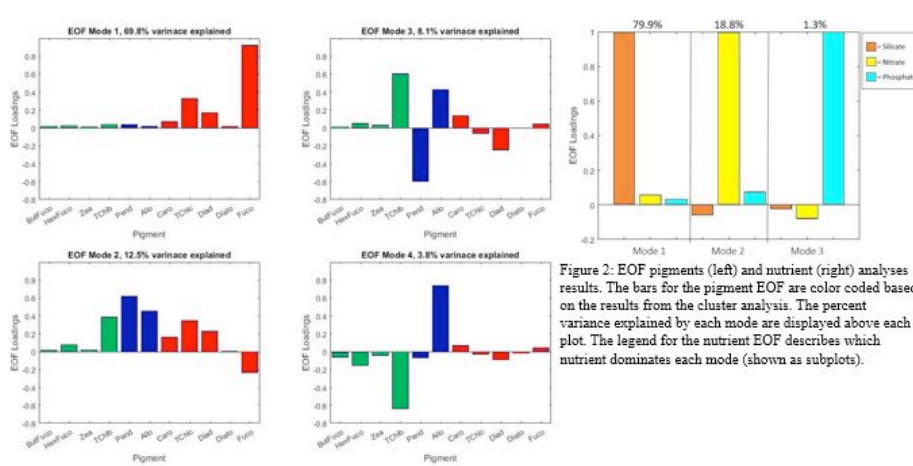 EOF Mode 1, 69.8% varinace explained
0.8
0.6
0.4
0.2
0
-0.2
-0.4
-0.6
-0.8
EOF Loadings
ButFuco
HexFuco
Zea
TChlb
Perid
Allo
Caro
TChlc
Diad
Diato
Fuco
Pigment
EOF Mode 3, 8.1% varinace explained
0.8
0.6
0.4
0.2
0
-0.2
-0.4
-0.6
-0.8
EOF Loadings
ButFuco
HexFuco
Zea
TChlb
Perid
Allo
Caro
TChlc
Diad
Diato
Fuco
Pigment
79.9%
18.8%
1.3%
1
0.8
0.6
0.4
0.2
0
-0.2
EOF Loadings
Mode 1
Mode 2
Mode 3
= Silicate
= Nitrate
= Phosphat
EOF Mode 2, 12.5% varinace explained
0.8
0.6
0.4
0.2
0
-0.2
-0.4
-0.6
-0.8
EOF Loadings
ButFuco
HexFuco
Zea
TChlb
Perid
Allo
Caro
TChlc
Diad
Diato
Fuco
Pigment
EOF Mode 4, 3.8% varinace explained
0.8
0.6
0.4
0.2
0
-0.2
-0.4
-0.6
-0.8
EOF Loadings
ButFuco
HexFuco
Zea
TChlb
Perid
Allo
Caro
TChlc
Diad
Diato
Fuco
Pigment
Figure 2: EOF pigments (left) and nutrient (right) analyses
results. The bars for the pigment EOF are color coded based
on the results from the cluster analysis. The percent
variance explained by each mode are displayed above each
plot. The legend for the nutrient EOF describes which
nutrient dominates each mode (shown as subplots).